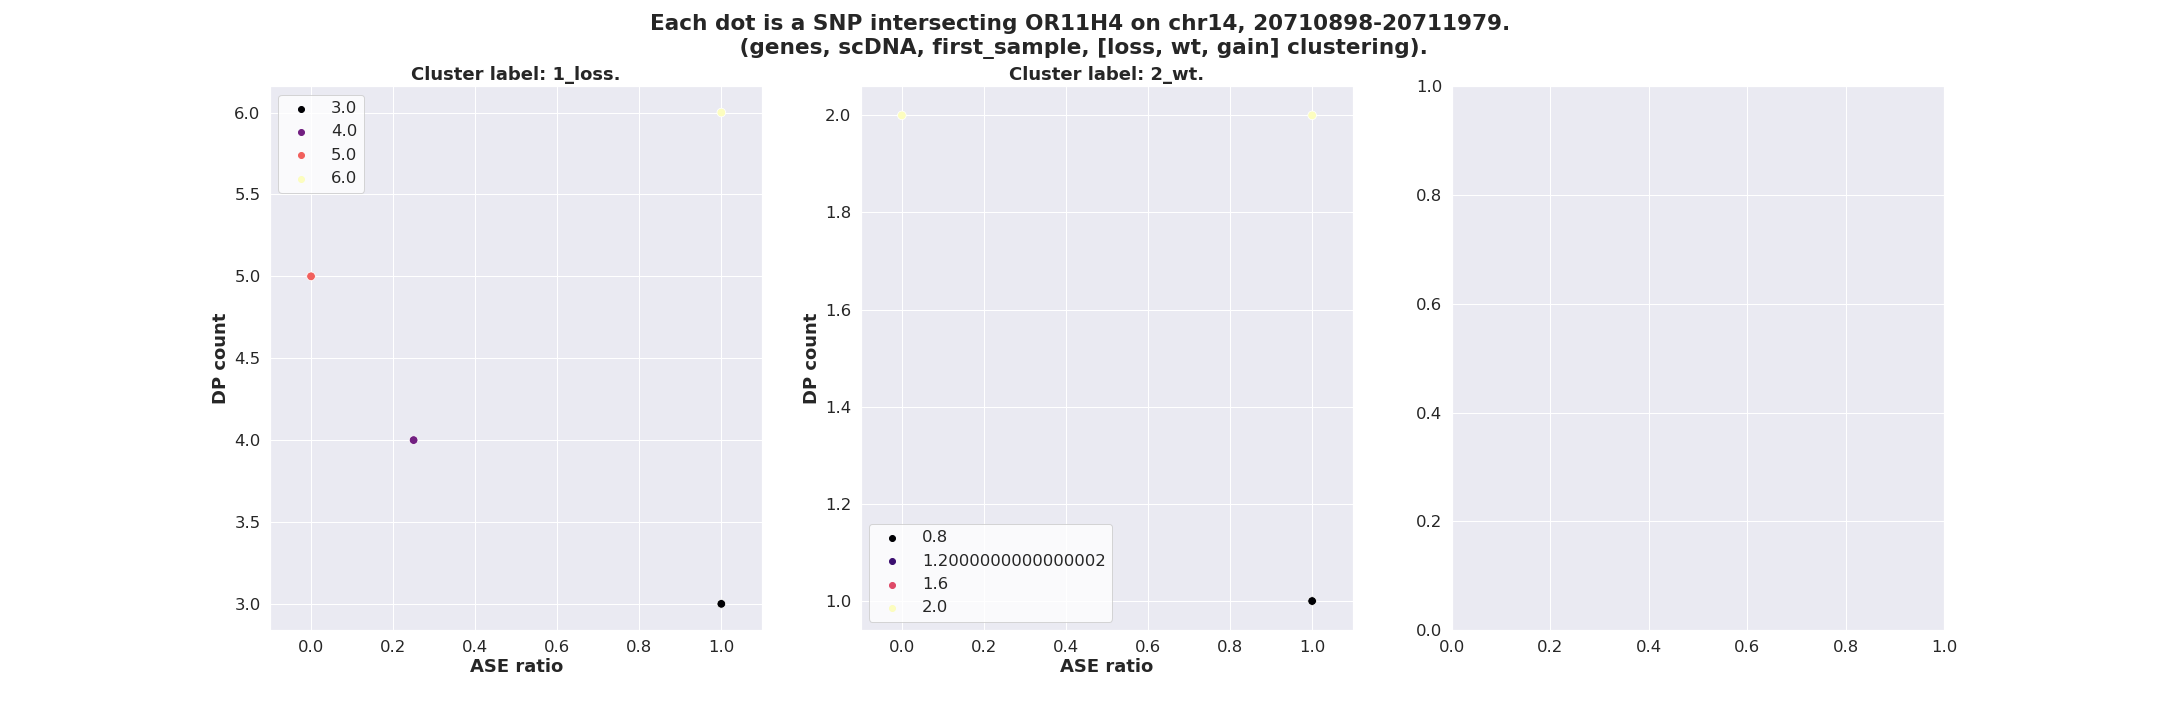 Each dot is a SNP intersecting OR11H4 on chr14, 20710898-20711979.
(genes, scDNA, first_sample, [loss, wt, gain] clustering).
Cluster label: 1_loss.
3.0
4.0
5.0
6.0
6.0
5.5
5.0
4.5
4.0
3.5
3.0
DP count
0.0 0.2 0.4 0.6 0.8 1.0
ASE ratio
Cluster label: 2_wt.
2.0
1.8
1.6
1.4
1.2
1.0
DP count
0.8
1.2000000000000002
1.6
2.0
0.0 0.2 0.4 0.6 0.8 1.0
ASE ratio
1.0
0.8
0.6
0.4
0.2
0.0
0.0 0.2 0.4 0.6 0.8 1.0